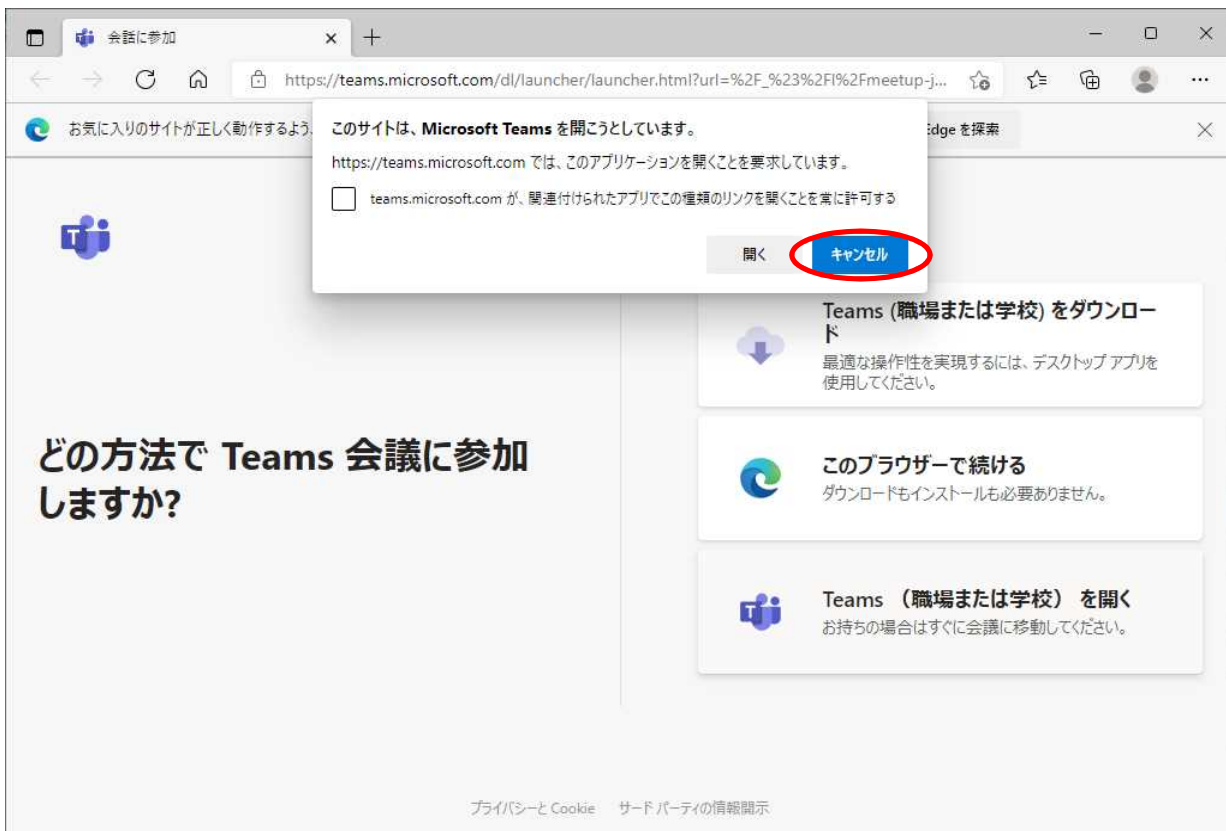 会話に参加
https://teams.microsoft.com/dl/launcher/launcher.html?url=%2F_%23%2Fl%2Fmeetup-j...
お気に入りのサイトが正しく動作するよう
Edge を探索
このサイトは、Microsoft Teams を開こうとしています。
https://teams.microsoft.com では、このアプリケーションを開くことを要求しています。
teams.microsoft.com が、関連付けられたアプリでこの種類のリンクを開くことを常に許可する
開く
キャンセル
どの方法で Teams 会議に参加
しますか?
Teams (職場または学校) をダウンロー
ド
最適な操作性を実現するには、デスクトップ アプリを
使用してください。
このブラウザーで続ける
ダウンロードもインストールも必要ありません。
Teams （職場または学校） を開く
お持ちの場合はすぐに会議に移動してください。
プライバシーと Cookie サード パーティの情報開示